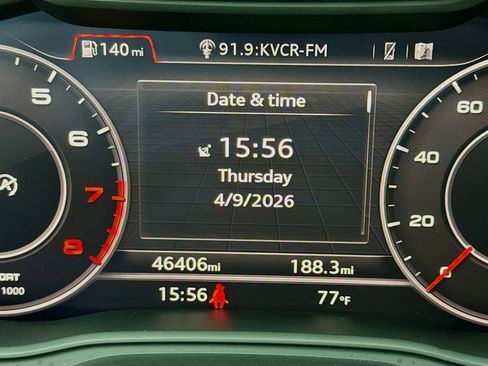 140 mi
91.9:KVCR-FM
Date & time
15:56
Thursday
4/9/2026
5
6
7
8
A
1000
60
40
20
0
46406mi
188.3mi
15:56
77°F